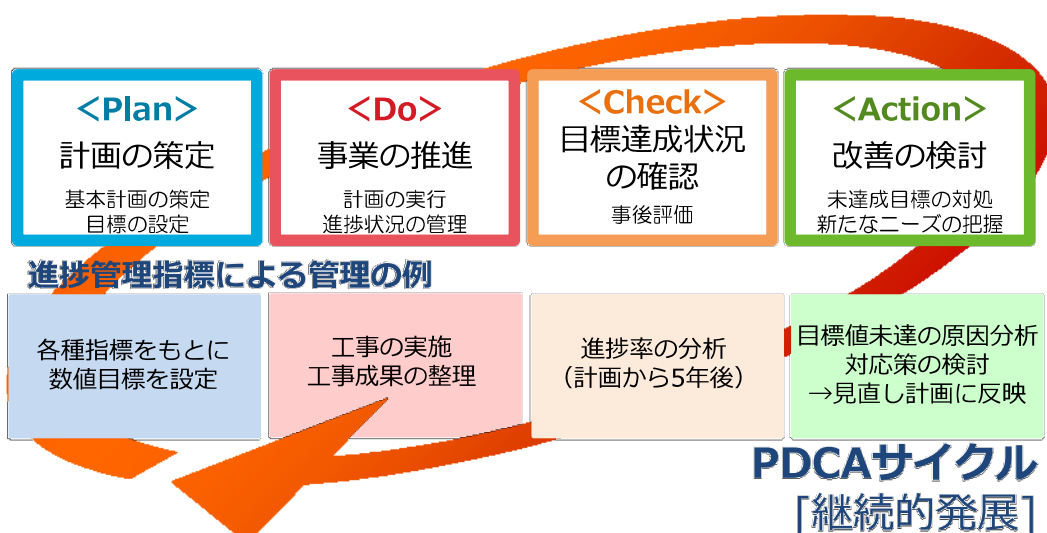 <Plan>
計画の策定
基本計画の策定
目標の設定
<Do>
事業の推進
計画の実行
進捗状況の管理
<Check>
目標達成状況
の確認
事後評価
<Action>
改善の検討
未達成目標の対処
新たなニーズの把握
進捗管理指標による管理の例
各種指標をもとに
数値目標を設定
工事の実施
工事成果の整理
進捗率の分析
（計画から5年後）
目標値未達の原因分析
対応策の検討
→見直し計画に反映
PDCAサイクル
［継続的発展］